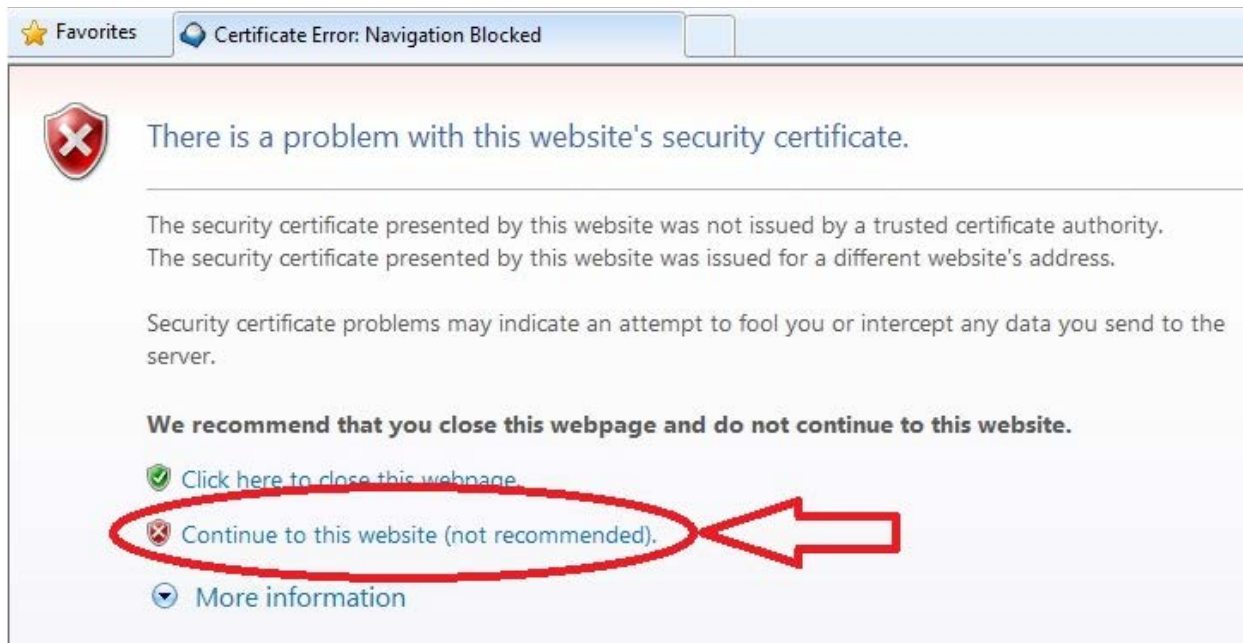 Favorites
Certificate Error: Navigation Blocked
There is a problem with this website's security certificate.
The security certificate presented by this website was not issued by a trusted certificate authority.
The security certificate presented by this website was issued for a different website's address.
Security certificate problems may indicate an attempt to fool you or intercept any data you send to the
server.
We recommend that you close this webpage and do not continue to this website.
Click here to close this webpage.
Continue to this website (not recommended).
More information